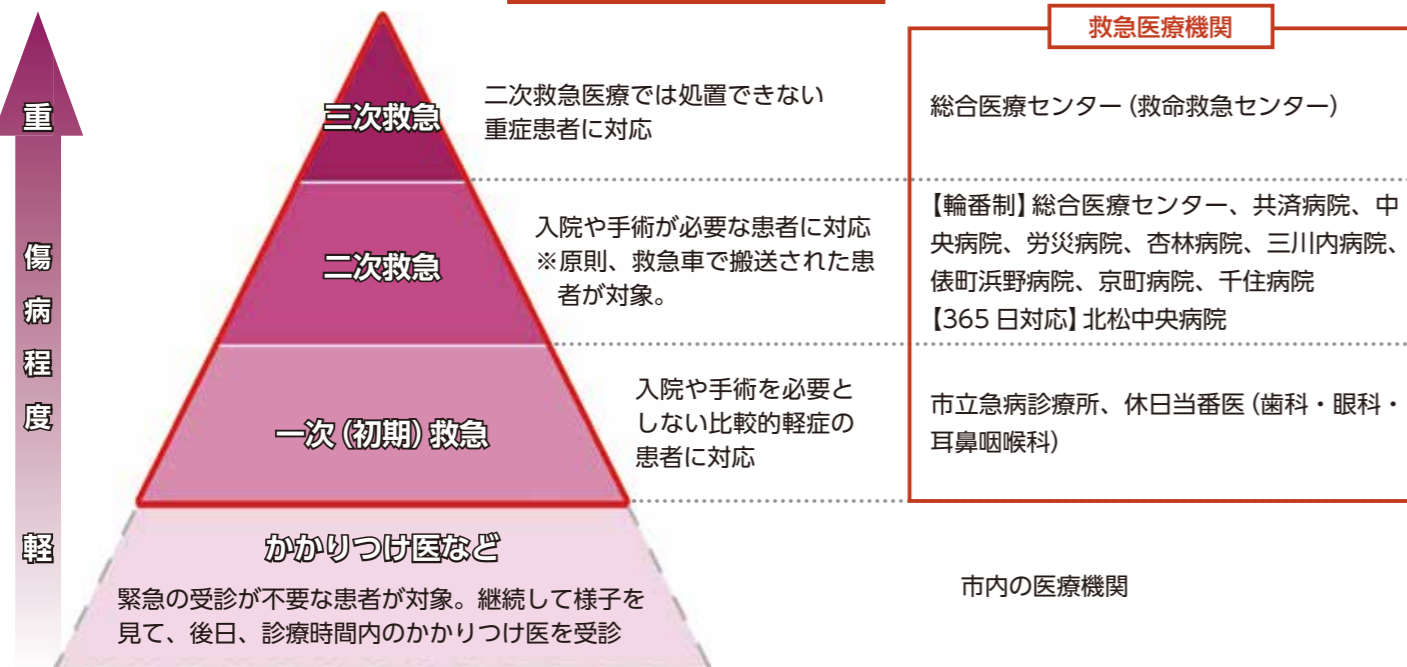 救急医療機関
重
傷
病
程
度
軽
三次救急
二次救急医療では処置できない
重症患者に対応
総合医療センター（救命救急センター）
二次救急
入院や手術が必要な患者に対応
※原則、救急車で搬送された患
者が対象。
【輪番制】総合医療センター、共済病院、中
央病院、労災病院、杏林病院、三川内病院、
俵町浜野病院、京町病院、千住病院
【365日対応】北松中央病院
一次（初期）救急
入院や手術を必要と
しない比較的軽症の
患者に対応
市立急病診療所、休日当番医（歯科・眼科・
耳鼻咽喉科）
かかりつけ医など
緊急の受診が不要な患者が対象。継続して様子を
見て、後日、診療時間内のかかりつけ医を受診
市内の医療機関